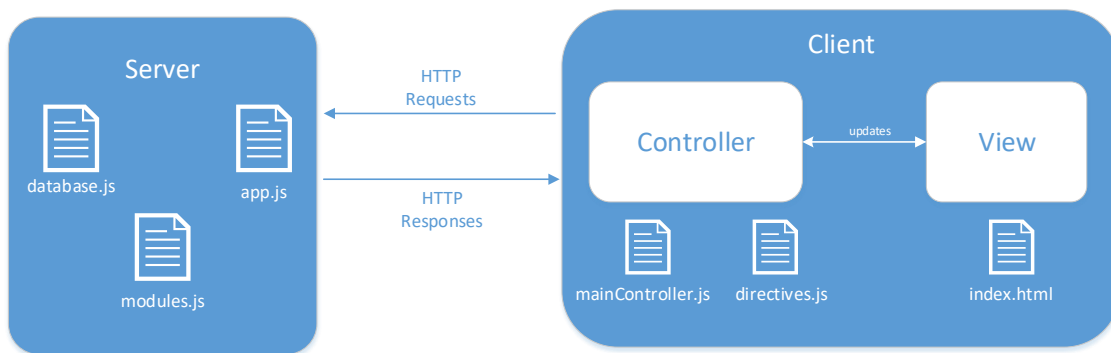 Server
database.js
app.js
modules.js
HTTP
Requests
HTTP
Responses
Client
Controller
updates
View
mainController.js
directives.js
index.html